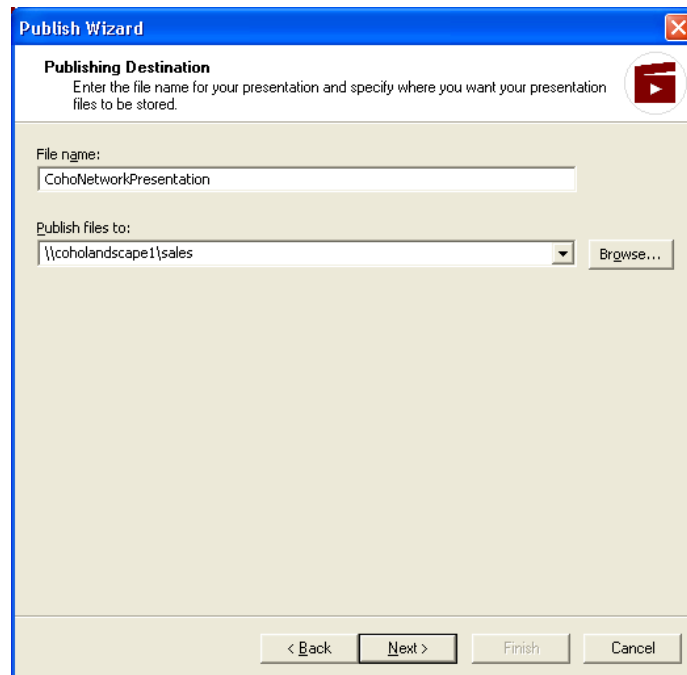 Publish Wizard
Publishing Destination
Enter the file name for your presentation and specify where you want your presentation
files to be stored.
File name:
CohoNetworkPresentation
Publish files to:
\\coholandscape1\sales
Browse...
< Back
Next >
Finish
Cancel